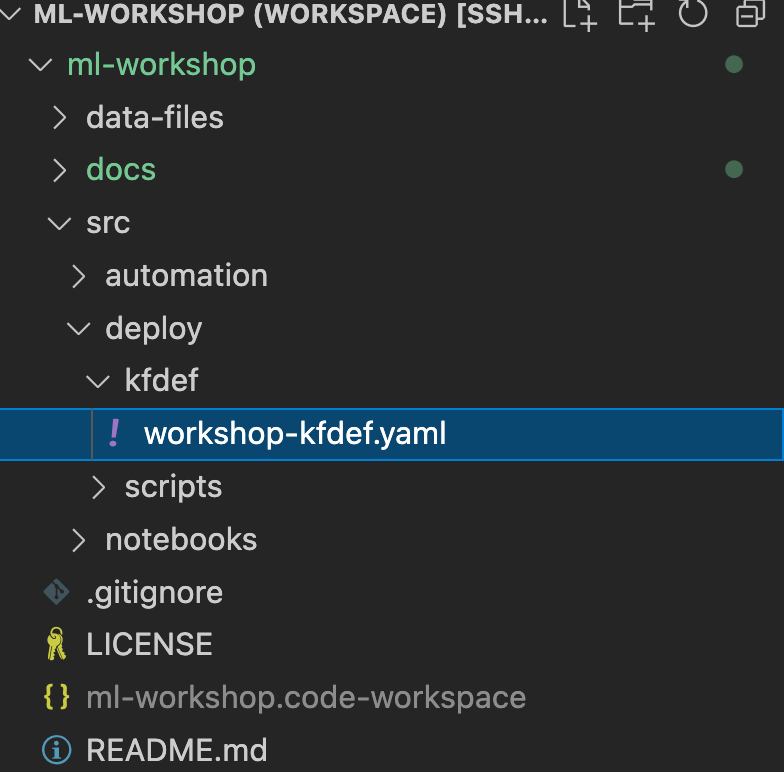 ML-WORKSHOP (WORKSPACE) [SSH...
ml-workshop
data-files
docs
src
automation
deploy
kfdef
! workshop-kfdef.yaml
scripts
notebooks
.gitignore
LICENSE
{} ml-workshop.code-workspace
README.md